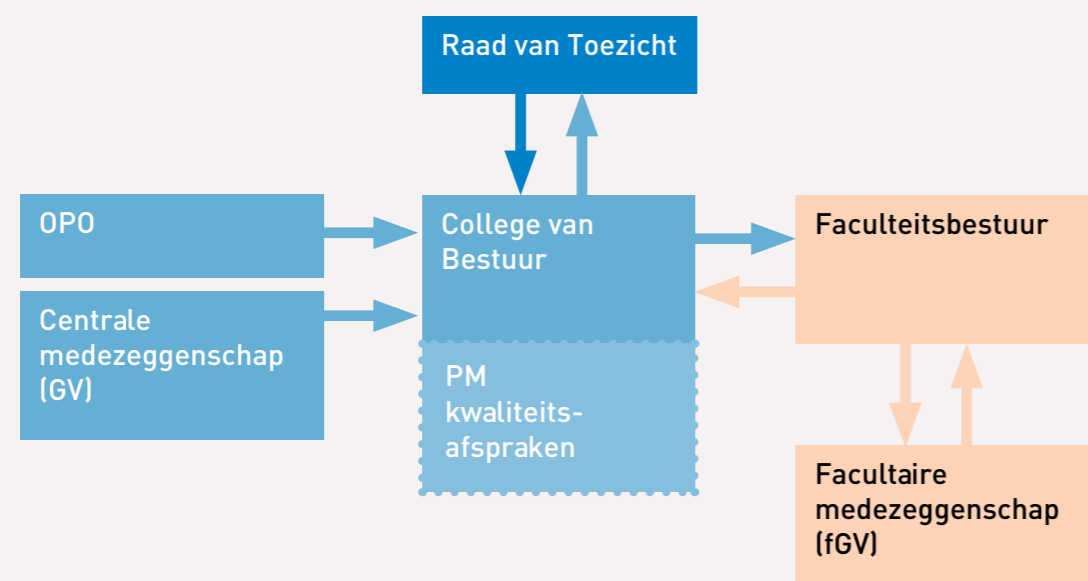 Raad van Toezicht
OPO
College van
Bestuur
Faculteitsbestuur
Centrale
medezeggenschap
(GV)
PM
kwaliteits-
afspraken
Facultaire
medezeggenschap
(fGV)